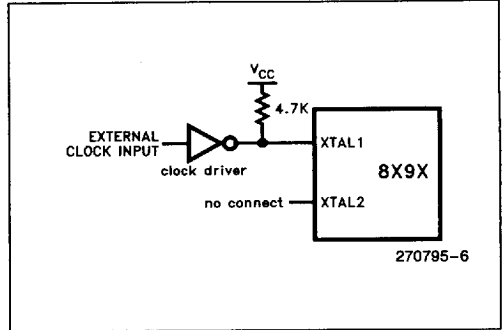 VCC
4.7K
EXTERNAL
CLOCK INPUT
clock driver
XTAL1
8X9X
no connect
XTAL2
270795-6